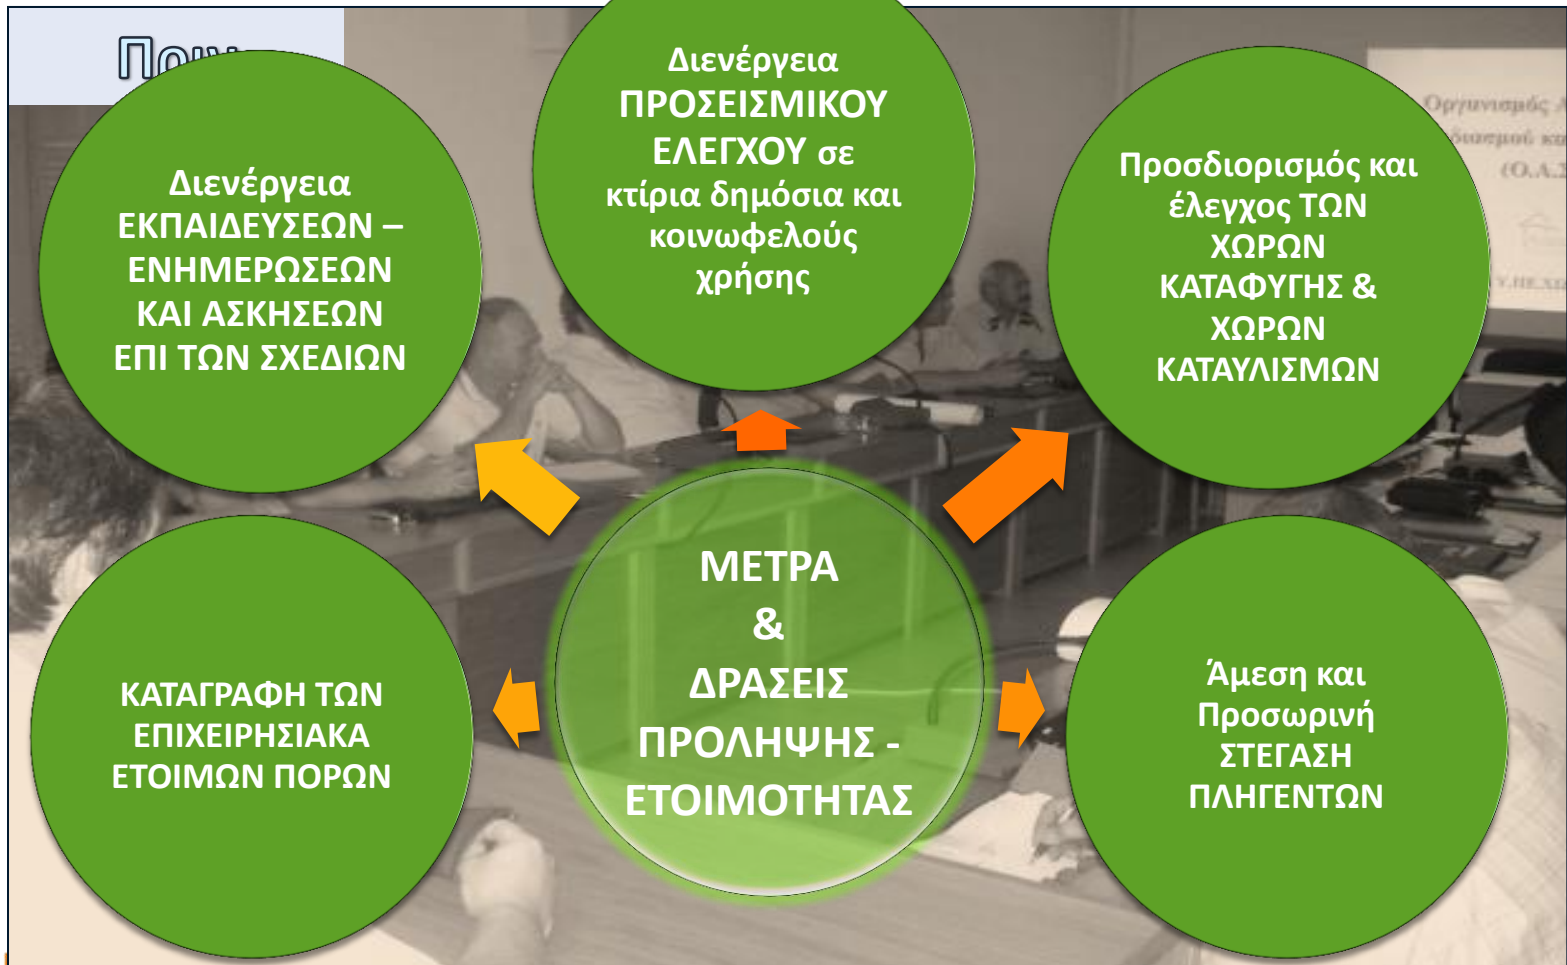 Διενέργεια
ΕΚΠΑΙΔΕΥΣΕΩΝ –
ΕΝΗΜΕΡΩΣΕΩΝ
ΚΑΙ ΑΣΚΗΣΕΩΝ
ΕΠΙ ΤΩΝ ΣΧΕΔΙΩΝ
Διενέργεια
ΠΡΟΣΕΙΣΜΙΚΟΥ
ΕΛΕΓΧΟΥ σε
κτίρια δημόσια και
κοινωφελούς
χρήσης
Προσδιορισμός και
έλεγχος ΤΩΝ
ΧΩΡΩΝ
ΚΑΤΑΦΥΓΗΣ &
ΧΩΡΩΝ
ΚΑΤΑΥΛΙΣΜΩΝ
Οργανισμός
ΚΑΤΑΓΡΑΦΗ ΤΩΝ
ΕΠΙΧΕΙΡΗΣΙΑΚΑ
ΕΤΟΙΜΩΝ ΠΟΡΩΝ
ΜΕΤΡΑ
&
ΔΡΑΣΕΙΣ
ΠΡΟΛΗΨΗΣ -
ΕΤΟΙΜΟΤΗΤΑΣ
Άμεση και
Προσωρινή
ΣΤΕΓΑΣΗ
ΠΛΗΓΕΝΤΩΝ